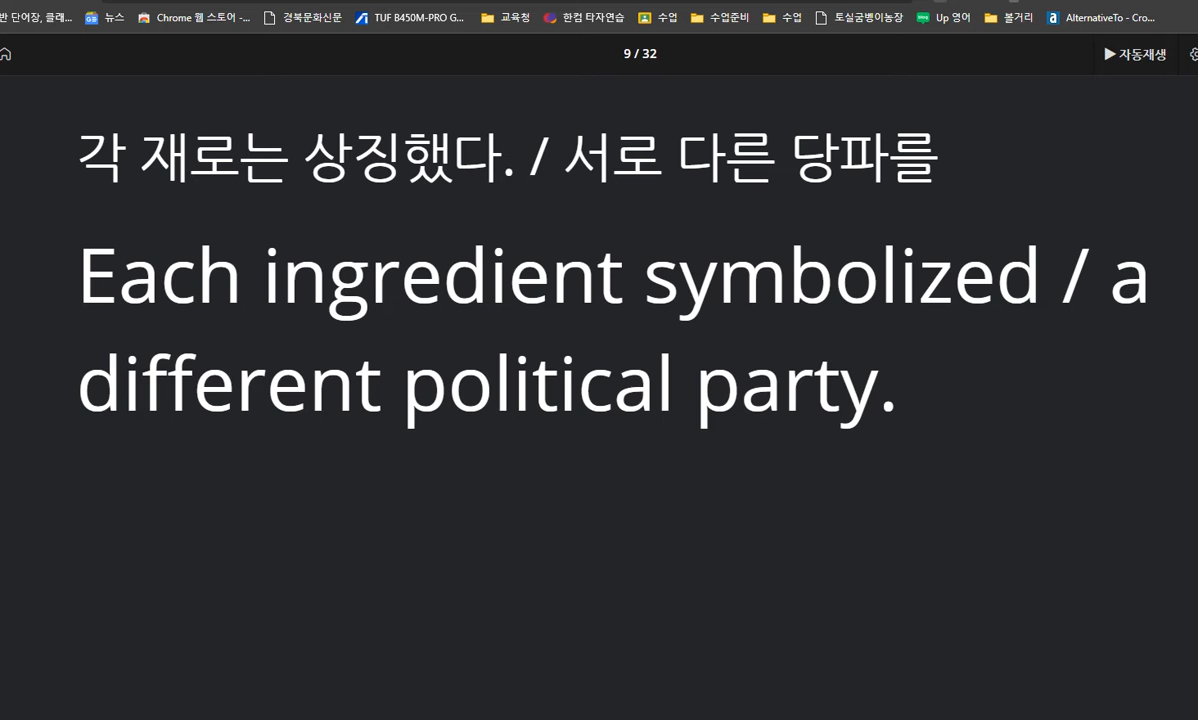 반 단어장, 클래... 뉴스 Chrome 웹 스토어 -... 경북문화신문 TUF B450M-PRO G... 교육청 한컴 타자연습 수업 수업준비 수업 토실굼벵이농장 Up 영어 볼거리 AlternativeTo - Cro...
9 / 32 ▶ 자동재생
각 재로는 상징했다. / 서로 다른 당파를
Each ingredient symbolized / a
different political party.